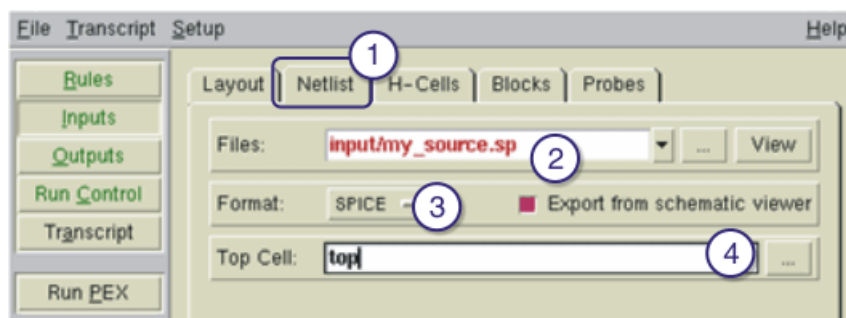 File Transcript Setup Help
1
Rules
Inputs
Outputs
Run Control
Transcript
Run PEX
Layout Netlist H-Cells Blocks Probes
Files: input/my_source.sp 2 ... View
Format: SPICE 3 Export from schematic viewer
Top Cell: top 4 ...